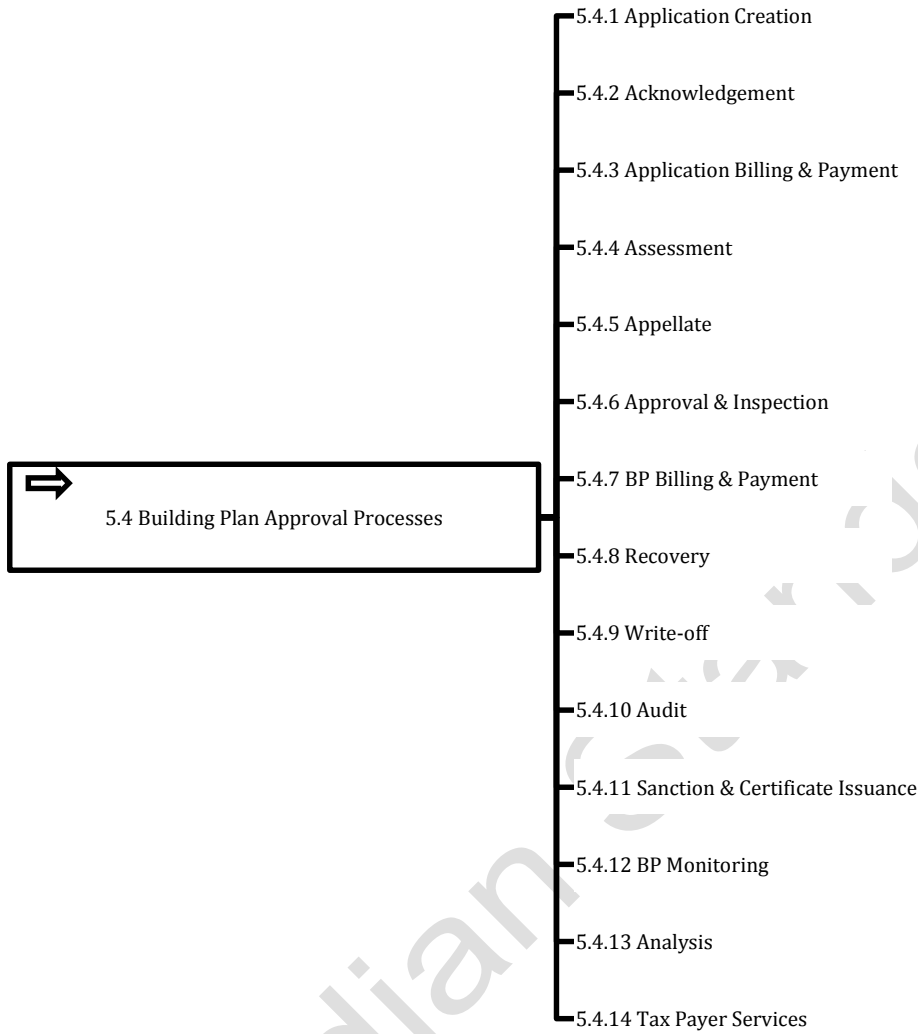 5.4.1 Application Creation
5.4.2 Acknowledgement
5.4.3 Application Billing & Payment
5.4.4 Assessment
5.4.5 Appellate
5.4.6 Approval & Inspection
5.4 Building Plan Approval Processes
5.4.7 BP Billing & Payment
5.4.8 Recovery
5.4.9 Write-off
5.4.10 Audit
5.4.11 Sanction & Certificate Issuance
5.4.12 BP Monitoring
5.4.13 Analysis
5.4.14 Tax Payer Services